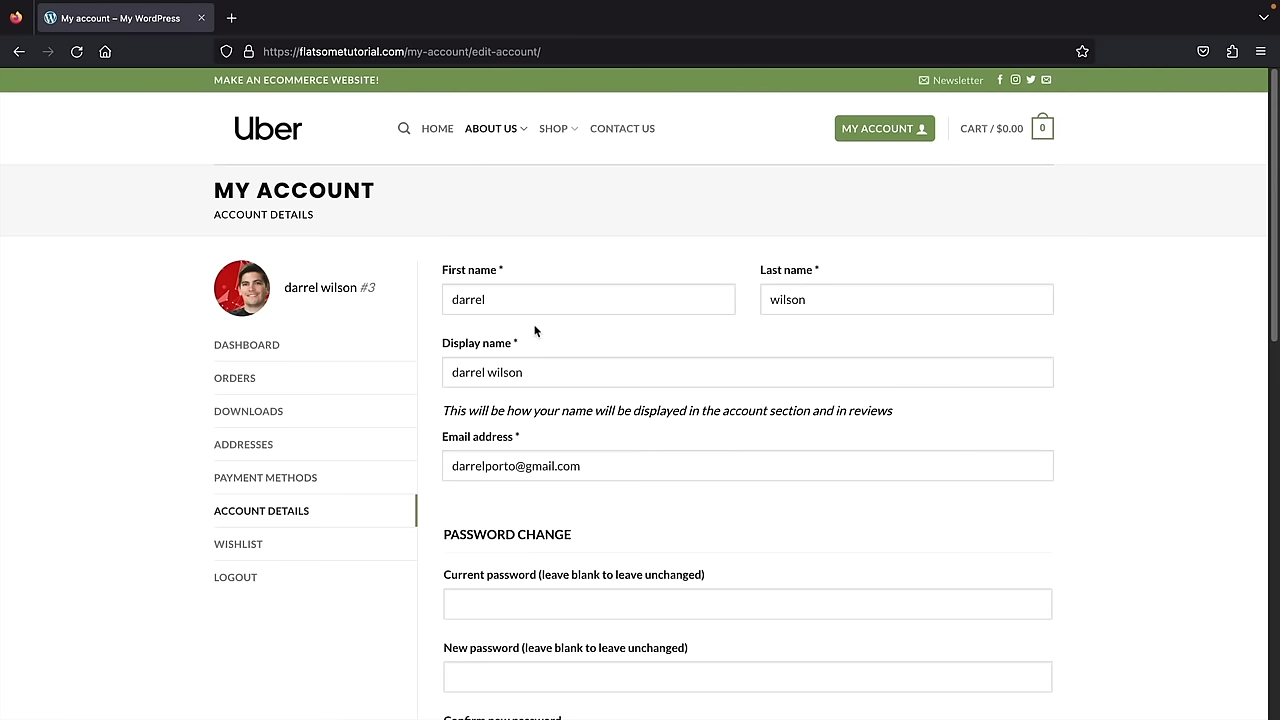 My account – My WordPress
https://flatsometutorial.com/my-account/edit-account/
MAKE AN ECOMMERCE WEBSITE!
Newsletter
Uber
HOME
ABOUT US
SHOP
CONTACT US
MY ACCOUNT
CART / $0.00
0
MY ACCOUNT
ACCOUNT DETAILS
darrel wilson #3
DASHBOARD
ORDERS
DOWNLOADS
ADDRESSES
PAYMENT METHODS
ACCOUNT DETAILS
WISHLIST
LOGOUT
First name *
darrel
Last name *
wilson
Display name *
darrel wilson
This will be how your name will be displayed in the account section and in reviews
Email address *
darrelporto@gmail.com
PASSWORD CHANGE
Current password (leave blank to leave unchanged)
New password (leave blank to leave unchanged)
Confirm new password